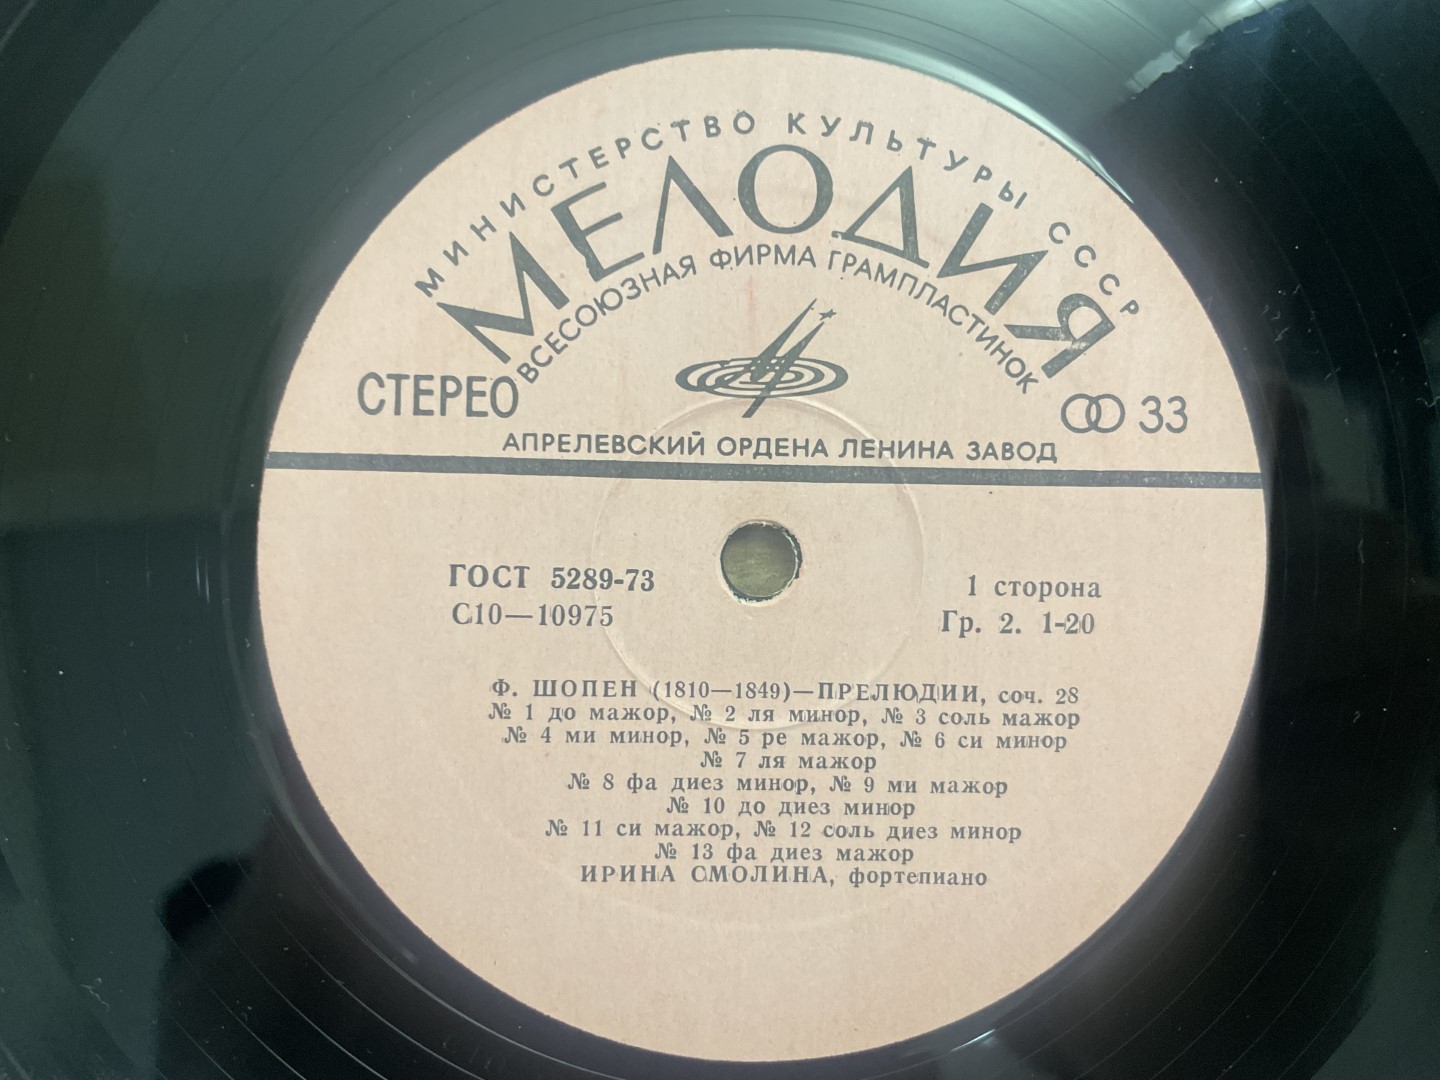 МИНИСТЕРСТВО КУЛЬТУРЫ СССР
МЕЛОДИЯ
ВСЕСОЮЗНАЯ ФИРМА ГРАМПЛАСТИНОК
СТЕРЕО
33
АПРЕЛЕВСКИЙ ОРДЕНА ЛЕНИНА ЗАВОД
ГОСТ 5289-73
1 сторона
С10—10975
Гр. 2. 1-20
Ф. ШОПЕН (1810—1849)—ПРЕЛЮДИИ, соч. 28
№ 1 до мажор, № 2 ля минор, № 3 соль мажор
№ 4 ми минор, № 5 ре мажор, № 6 си минор
№ 7 ля мажор
№ 8 фа диез минор, № 9 ми мажор
№ 10 до диез минор
№ 11 си мажор, № 12 соль диез минор
№ 13 фа диез мажор
ИРИНА СМОЛИНА, фортепиано